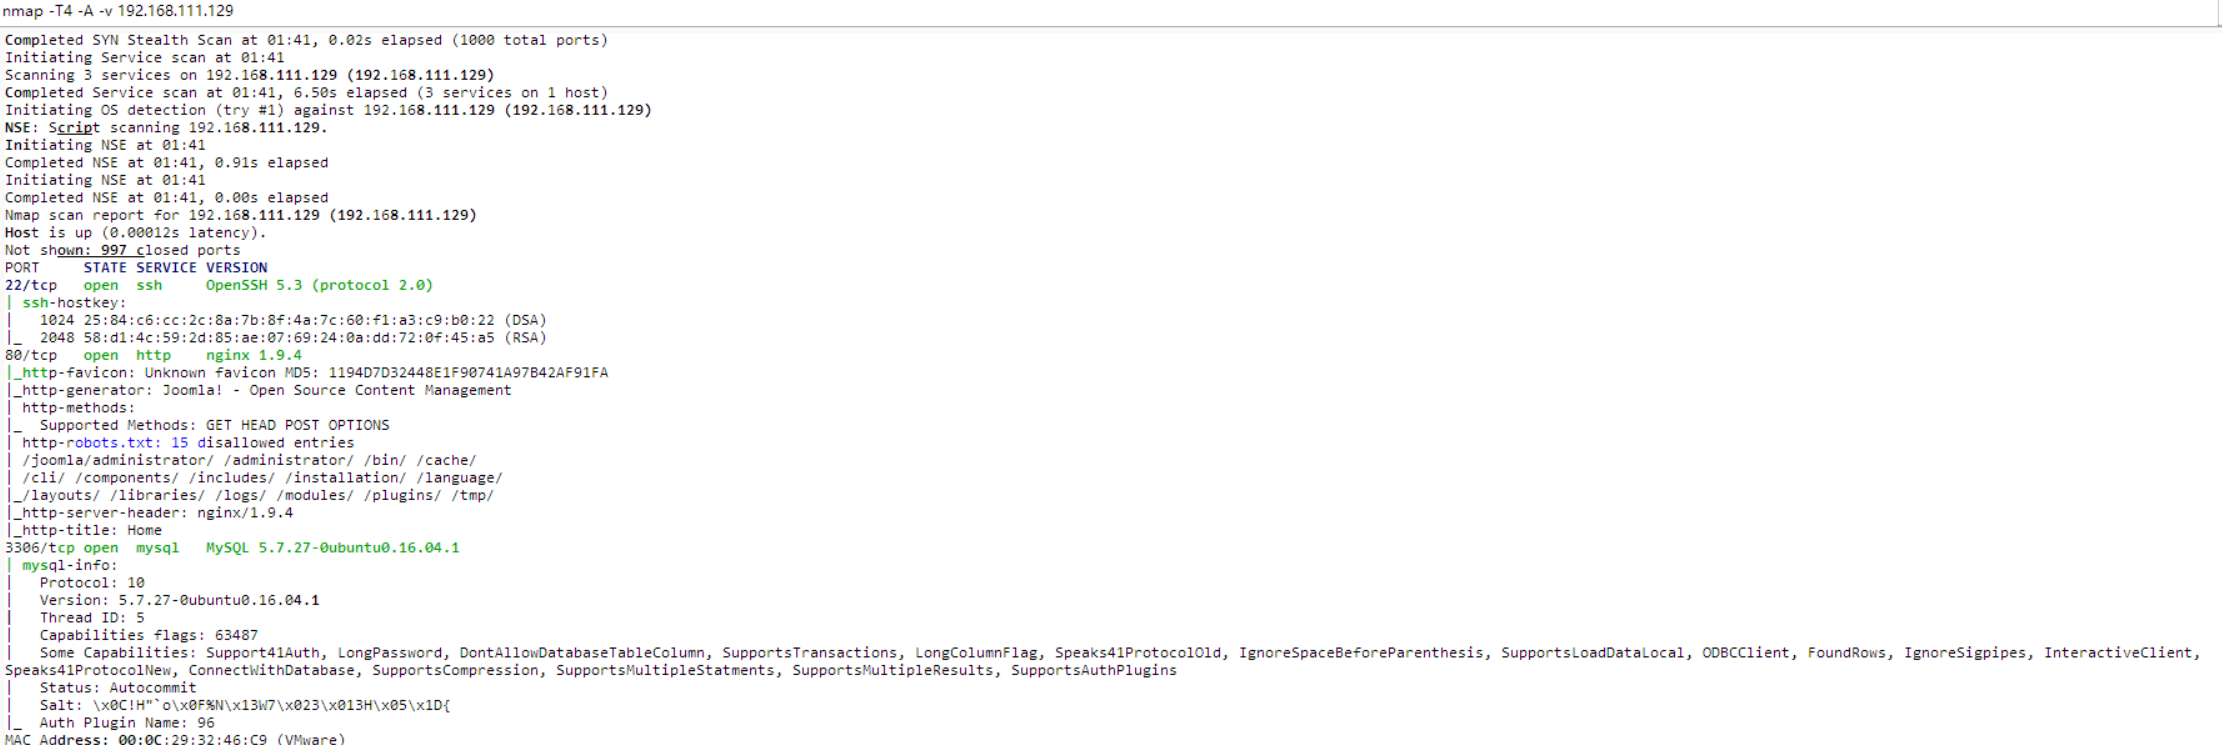 nmap -T4 -A -v 192.168.111.129
Completed SYN Stealth Scan at 01:41, 0.02s elapsed (1000 total ports)
Initiating Service scan at 01:41
Scanning 3 services on 192.168.111.129 (192.168.111.129)
Completed Service scan at 01:41, 6.50s elapsed (3 services on 1 host)
Initiating OS detection (try #1) against 192.168.111.129 (192.168.111.129)
NSE: Script scanning 192.168.111.129.
Initiating NSE at 01:41
Completed NSE at 01:41, 0.91s elapsed
Initiating NSE at 01:41
Completed NSE at 01:41, 0.00s elapsed
Nmap scan report for 192.168.111.129 (192.168.111.129)
Host is up (0.00012s latency).
Not shown: 997 closed ports
PORT     STATE SERVICE VERSION
22/tcp   open  ssh     OpenSSH 5.3 (protocol 2.0)
| ssh-hostkey:
|   1024 25:84:c6:cc:2c:8a:7b:8f:4a:7c:60:f1:a3:c9:b0:22 (DSA)
|_  2048 58:d1:4c:59:2d:85:ae:07:69:24:0a:dd:72:0f:45:a5 (RSA)
80/tcp   open  http    nginx 1.9.4
|_http-favicon: Unknown favicon MD5: 1194D7D32448E1F90741A97B42AF91FA
|_http-generator: Joomla! - Open Source Content Management
| http-methods:
|_  Supported Methods: GET HEAD POST OPTIONS
| http-robots.txt: 15 disallowed entries
| /joomla/administrator/ /administrator/ /bin/ /cache/
| /cli/ /components/ /includes/ /installation/ /language/
|_/layouts/ /libraries/ /logs/ /modules/ /plugins/ /tmp/
|_http-server-header: nginx/1.9.4
|_http-title: Home
3306/tcp open  mysql   MySQL 5.7.27-0ubuntu0.16.04.1
| mysql-info:
|   Protocol: 10
|   Version: 5.7.27-0ubuntu0.16.04.1
|   Thread ID: 5
|   Capabilities flags: 63487
|   Some Capabilities: Support41Auth, LongPassword, DontAllowDatabaseTableColumn, SupportsTransactions, LongColumnFlag, Speaks41ProtocolOld, IgnoreSpaceBeforeParenthesis, SupportsLoadDataLocal, ODBCClient, FoundRows, IgnoreSigpipes, InteractiveClient,
Speaks41ProtocolNew, ConnectWithDatabase, SupportsCompression, SupportsMultipleStatments, SupportsMultipleResults, SupportsAuthPlugins
|   Status: Autocommit
|   Salt: \x0C!H"`o\x0F%N\x13W7\x023\x013H\x05\x1D{
|_  Auth Plugin Name: 96
MAC Address: 00:0C:29:32:46:C9 (VMware)